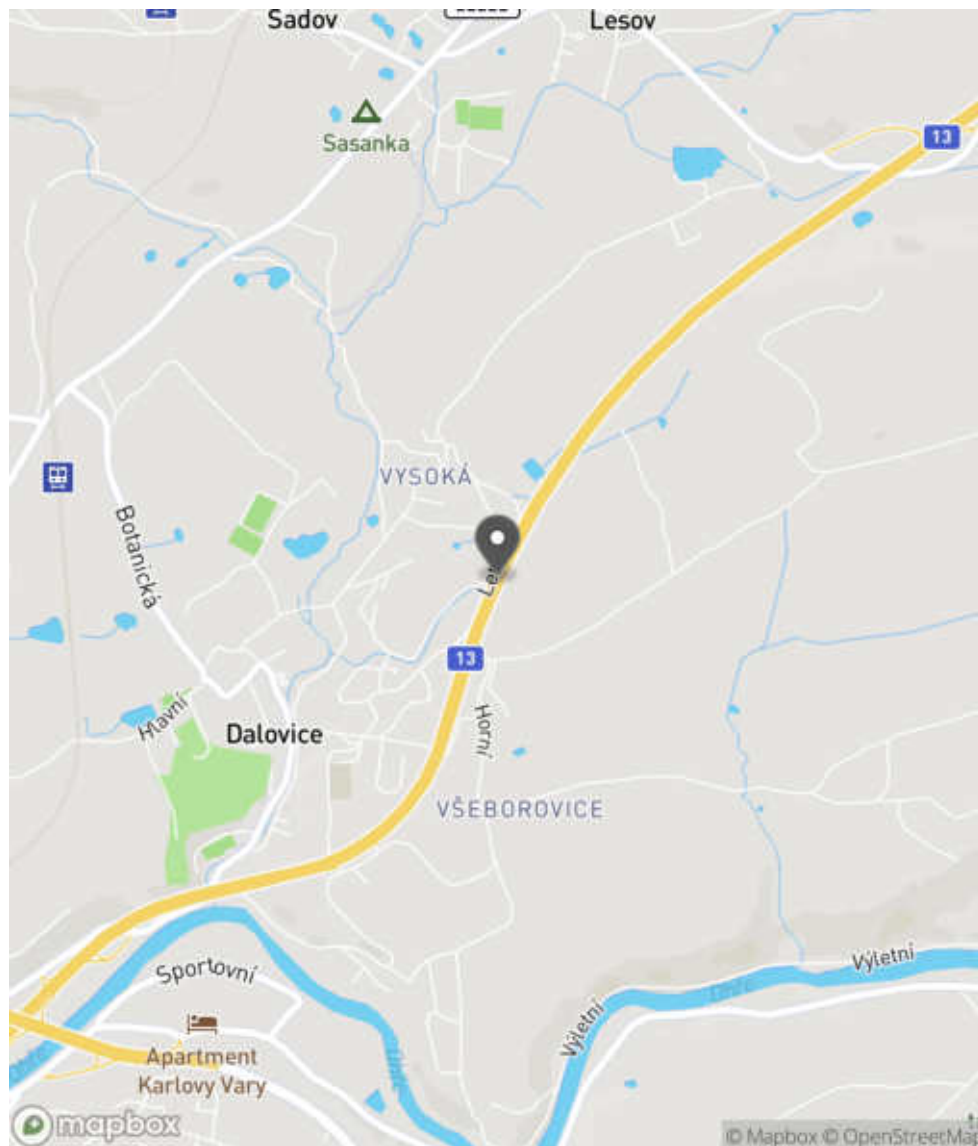 Sadov
Lesov
13
Sasanka
VYSOKÁ
Botanická
13
Hlavní
Horní
Dalovice
VŠEBOROVICE
Výletní
Sportovní
Výletní
Apartment
Karlovy Vary
mapbox
© Mapbox © OpenStreetMap